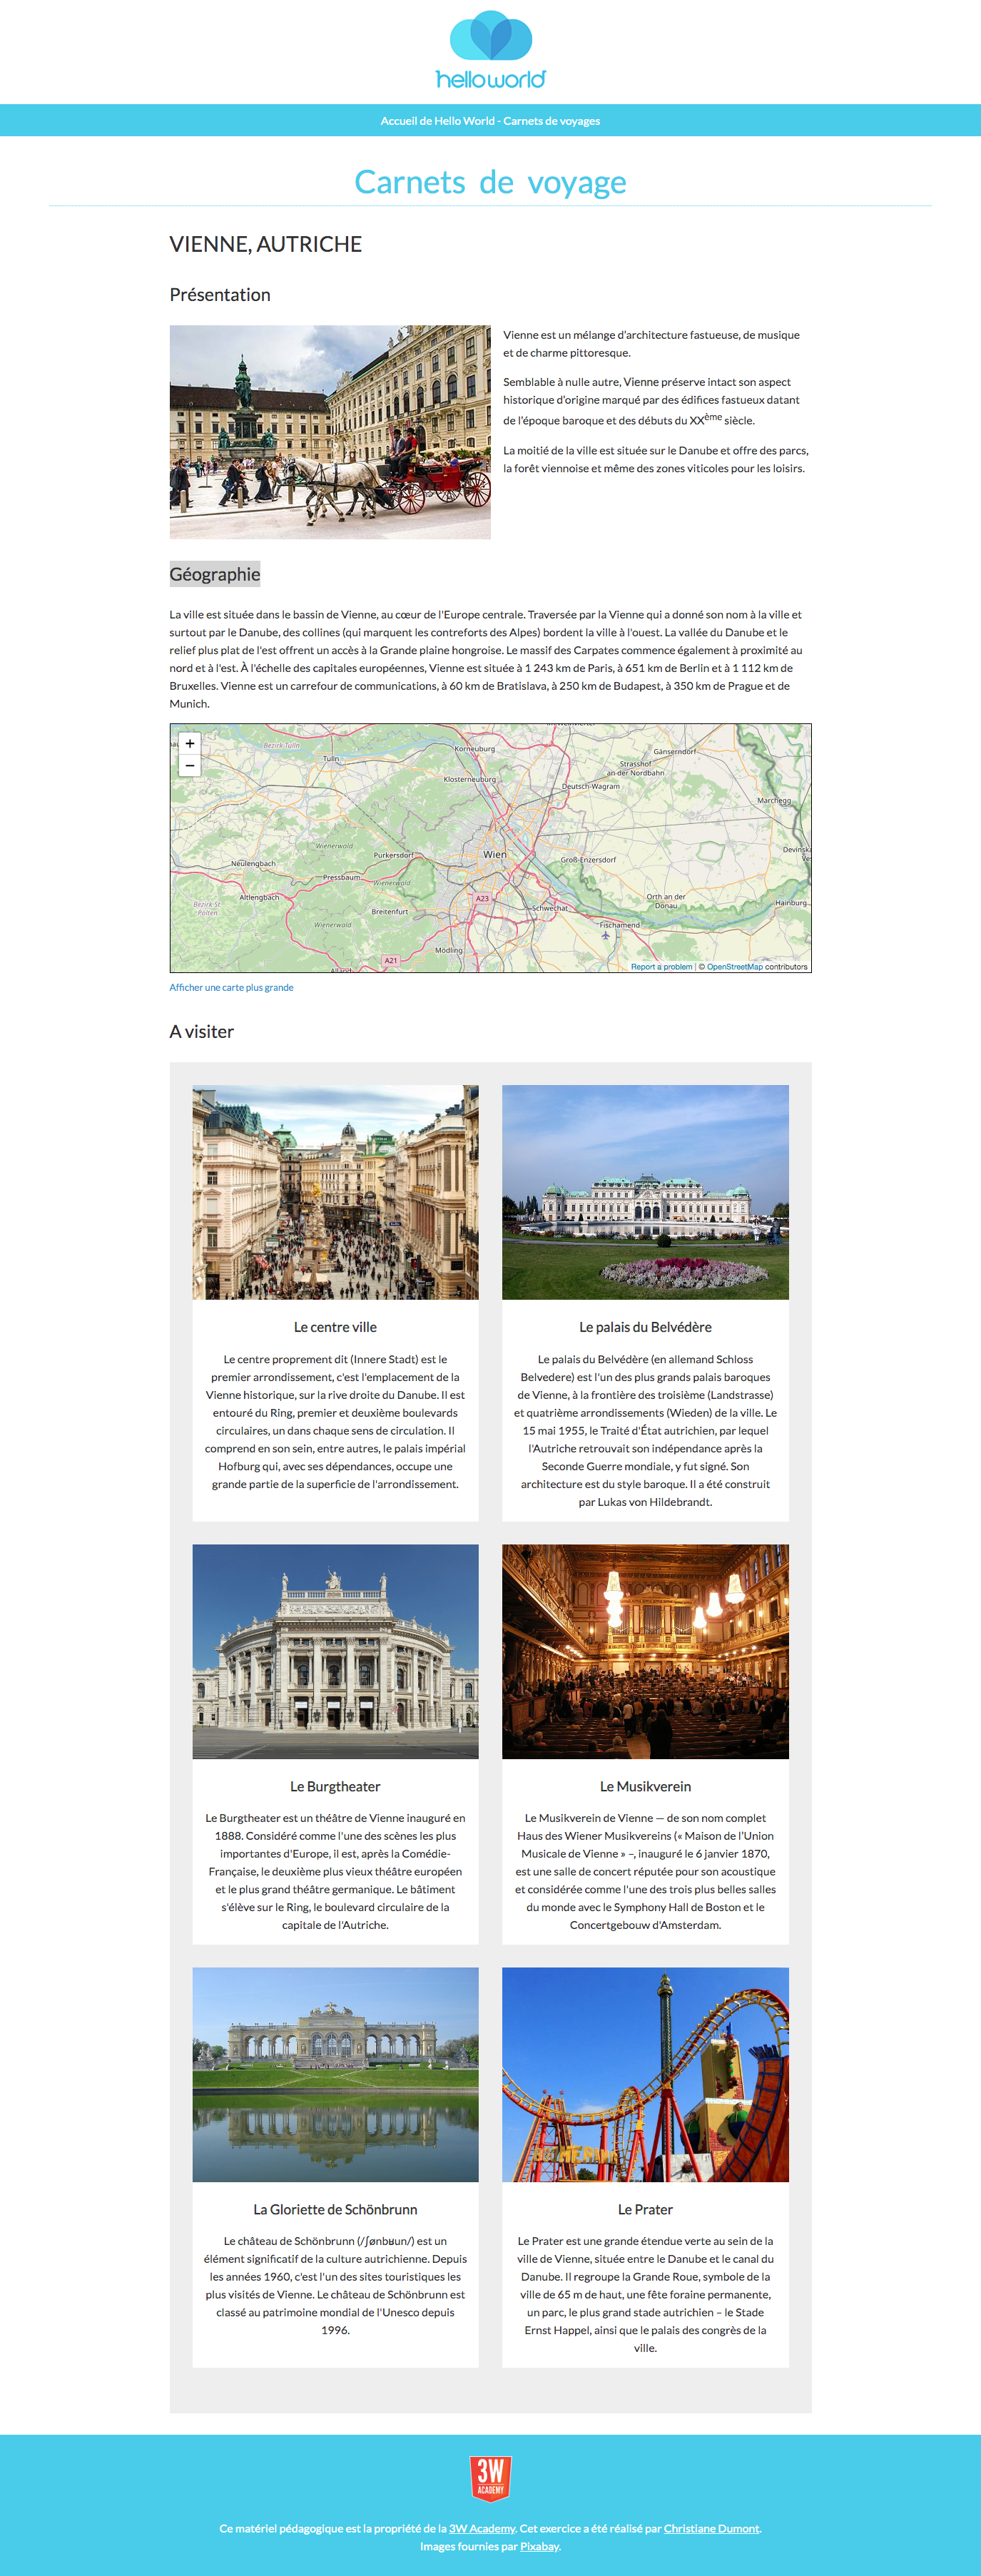 helloworld
Accueil de Hello World - Carnets de voyages
Carnets de voyage
VIENNE, AUTRICHE
Présentation
Vienne est un mélange d'architecture fastueuse, de musique
et de charme pittoresque.
Semblable à nulle autre, Vienne préserve intact son aspect
historique d'origine marqué par des édifices fastueux datant
de l'époque baroque et des débuts du XXème siècle.
La moitié de la ville est située sur le Danube et offre des parcs,
la forêt viennoise et même des zones viticoles pour les loisirs.
Géographie
La ville est située dans le bassin de Vienne, au cœur de l'Europe centrale. Traversée par la Vienne qui a donné son nom à la ville et
surtout par le Danube, des collines (qui marquent les contreforts des Alpes) bordent la ville à l'ouest. La vallée du Danube et le
relief plus plat de l'est offrent un accès à la Grande plaine hongroise. Le massif des Carpates commence également à proximité au
nord et à l'est. À l'échelle des capitales européennes, Vienne est située à 1 243 km de Paris, à 651 km de Berlin et à 1 112 km de
Bruxelles. Vienne est un carrefour de communications, à 60 km de Bratislava, à 250 km de Budapest, à 350 km de Prague et de
Munich.
+
−
Bezirk Tulln
Korneuburg
Gänserndorf
Tulln
Strasshof
an der Nordbahn
Klosterneuburg
Deutsch-Wagram
Marchegg
Wienerwald
Purkersdorf
Wien
Groß-Enzersdorf
Devínska
Neulengbach
Pressbaum
Wienerwald
Altlengbach
Bezirk St.
Pölten
A23
Orth an der
Donau
Hainburg
Breitenfurt
Schwechat
Wienerwald
Fischamend
Mödling
A21
Report a problem | © OpenStreetMap contributors
Afficher une carte plus grande
A visiter
Le centre ville
Le centre proprement dit (Innere Stadt) est le
premier arrondissement, c'est l'emplacement de la
Vienne historique, sur la rive droite du Danube. Il est
entouré du Ring, premier et deuxième boulevards
circulaires, un dans chaque sens de circulation. Il
comprend en son sein, entre autres, le palais impérial
Hofburg qui, avec ses dépendances, occupe une
grande partie de la superficie de l'arrondissement.
Le palais du Belvédère
Le palais du Belvédère (en allemand Schloss
Belvedere) est l'un des plus grands palais baroques
de Vienne, à la frontière des troisième (Landstrasse)
et quatrième arrondissements (Wieden) de la ville. Le
15 mai 1955, le Traité d'État autrichien, par lequel
l'Autriche retrouvait son indépendance après la
Seconde Guerre mondiale, y fut signé. Son
architecture est du style baroque. Il a été construit
par Lukas von Hildebrandt.
Le Burgtheater
Le Burgtheater est un théâtre de Vienne inauguré en
1888. Considéré comme l'une des scènes les plus
importantes d'Europe, il est, après la Comédie-
Française, le deuxième plus vieux théâtre européen
et le plus grand théâtre germanique. Le bâtiment
s'élève sur le Ring, le boulevard circulaire de la
capitale de l'Autriche.
Le Musikverein
Le Musikverein de Vienne — de son nom complet
Haus des Wiener Musikvereins (« Maison de l'Union
Musicale de Vienne » –, inauguré le 6 janvier 1870,
est une salle de concert réputée pour son acoustique
et considérée comme l'une des trois plus belles salles
du monde avec le Symphony Hall de Boston et le
Concertgebouw d'Amsterdam.
La Gloriette de Schönbrunn
Le château de Schönbrunn (/ʃønbʁun/) est un
élément significatif de la culture autrichienne. Depuis
les années 1960, c'est l'un des sites touristiques les
plus visités de Vienne. Le château de Schönbrunn est
classé au patrimoine mondial de l'Unesco depuis
1996.
Le Prater
Le Prater est une grande étendue verte au sein de la
ville de Vienne, située entre le Danube et le canal du
Danube. Il regroupe la Grande Roue, symbole de la
ville de 65 m de haut, une fête foraine permanente,
un parc, le plus grand stade autrichien – le Stade
Ernst Happel, ainsi que le palais des congrès de la
ville.
3W
ACADEMY
Ce matériel pédagogique est la propriété de la 3W Academy. Cet exercice a été réalisé par Christiane Dumont.
Images fournies par Pixabay.